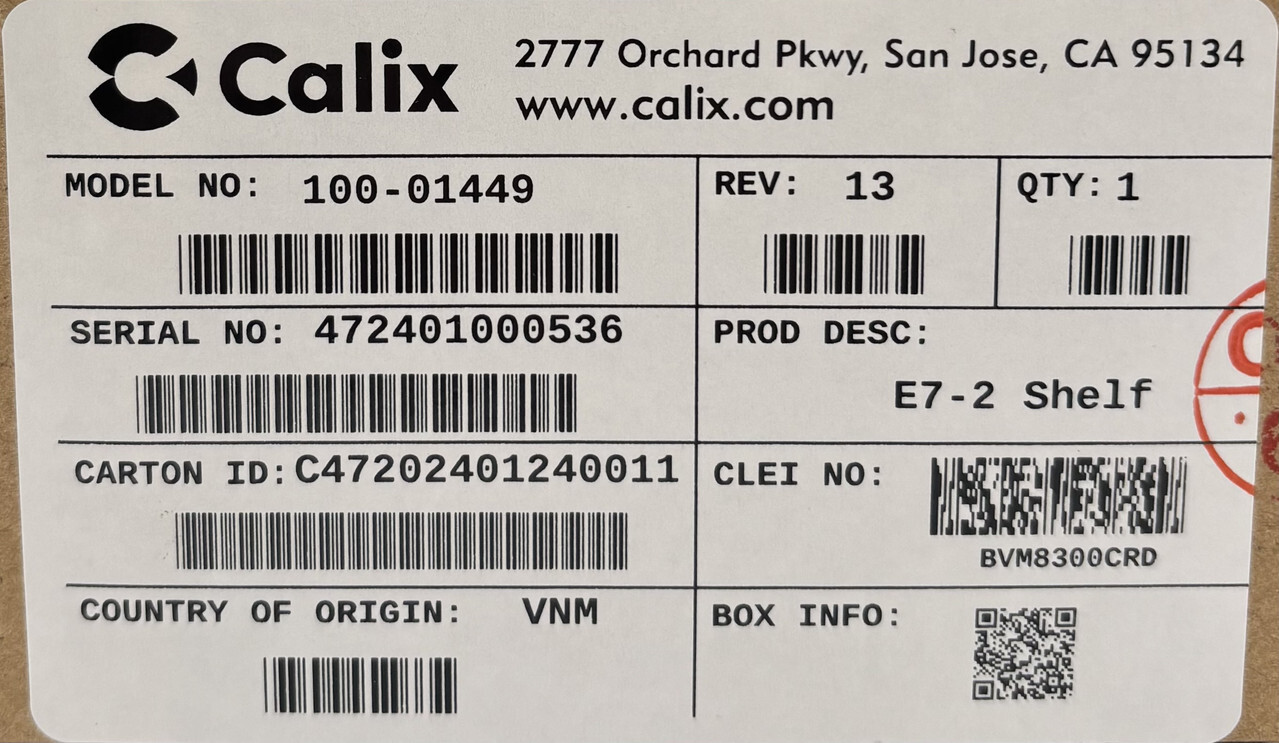 Calix
2777 Orchard Pkwy, San Jose, CA 95134
www.calix.com
MODEL NO: 100-01449
REV: 13
QTY: 1
SERIAL NO: 472401000536
PROD DESC:
E7-2 Shelf
CARTON ID: C47202401240011
CLEI NO:
BVM8300CRD
COUNTRY OF ORIGIN: VNM
BOX INFO: